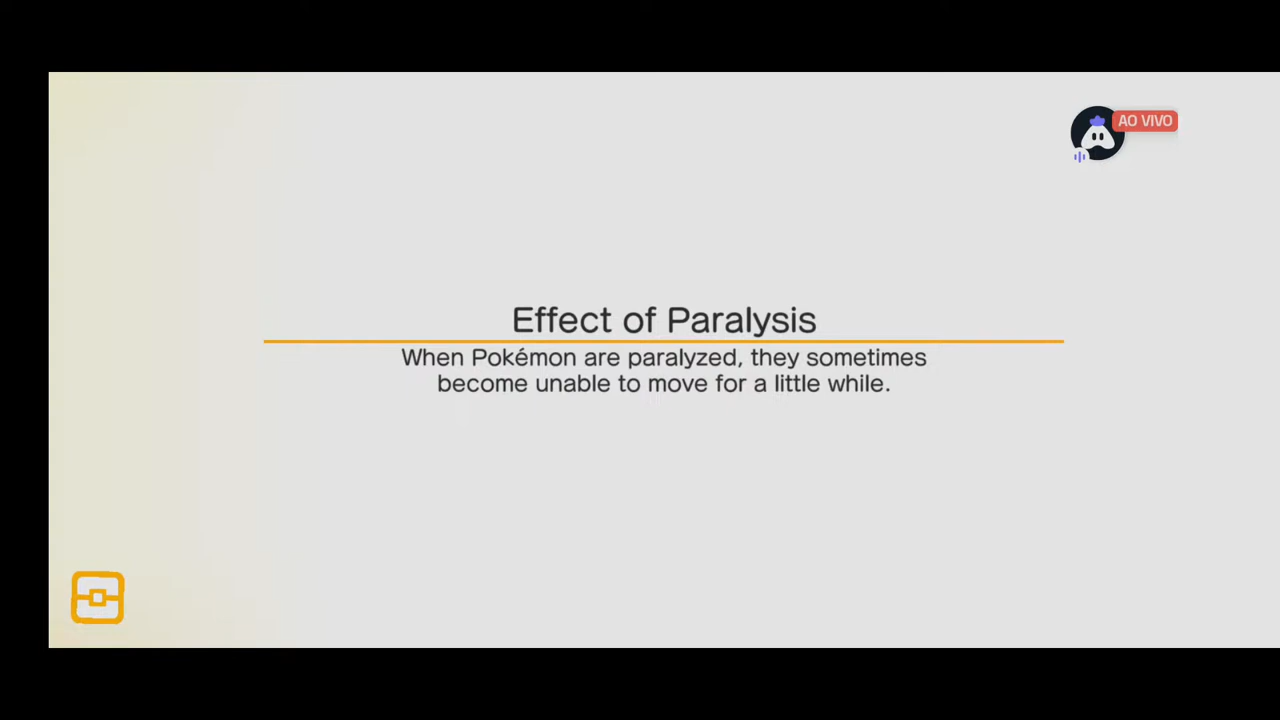 AO VIVO
Effect of Paralysis
When Pokémon are paralyzed, they sometimes
become unable to move for a little while.